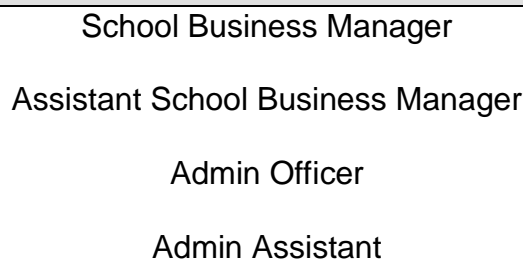 School Business Manager
Assistant School Business Manager
Admin Officer
Admin Assistant